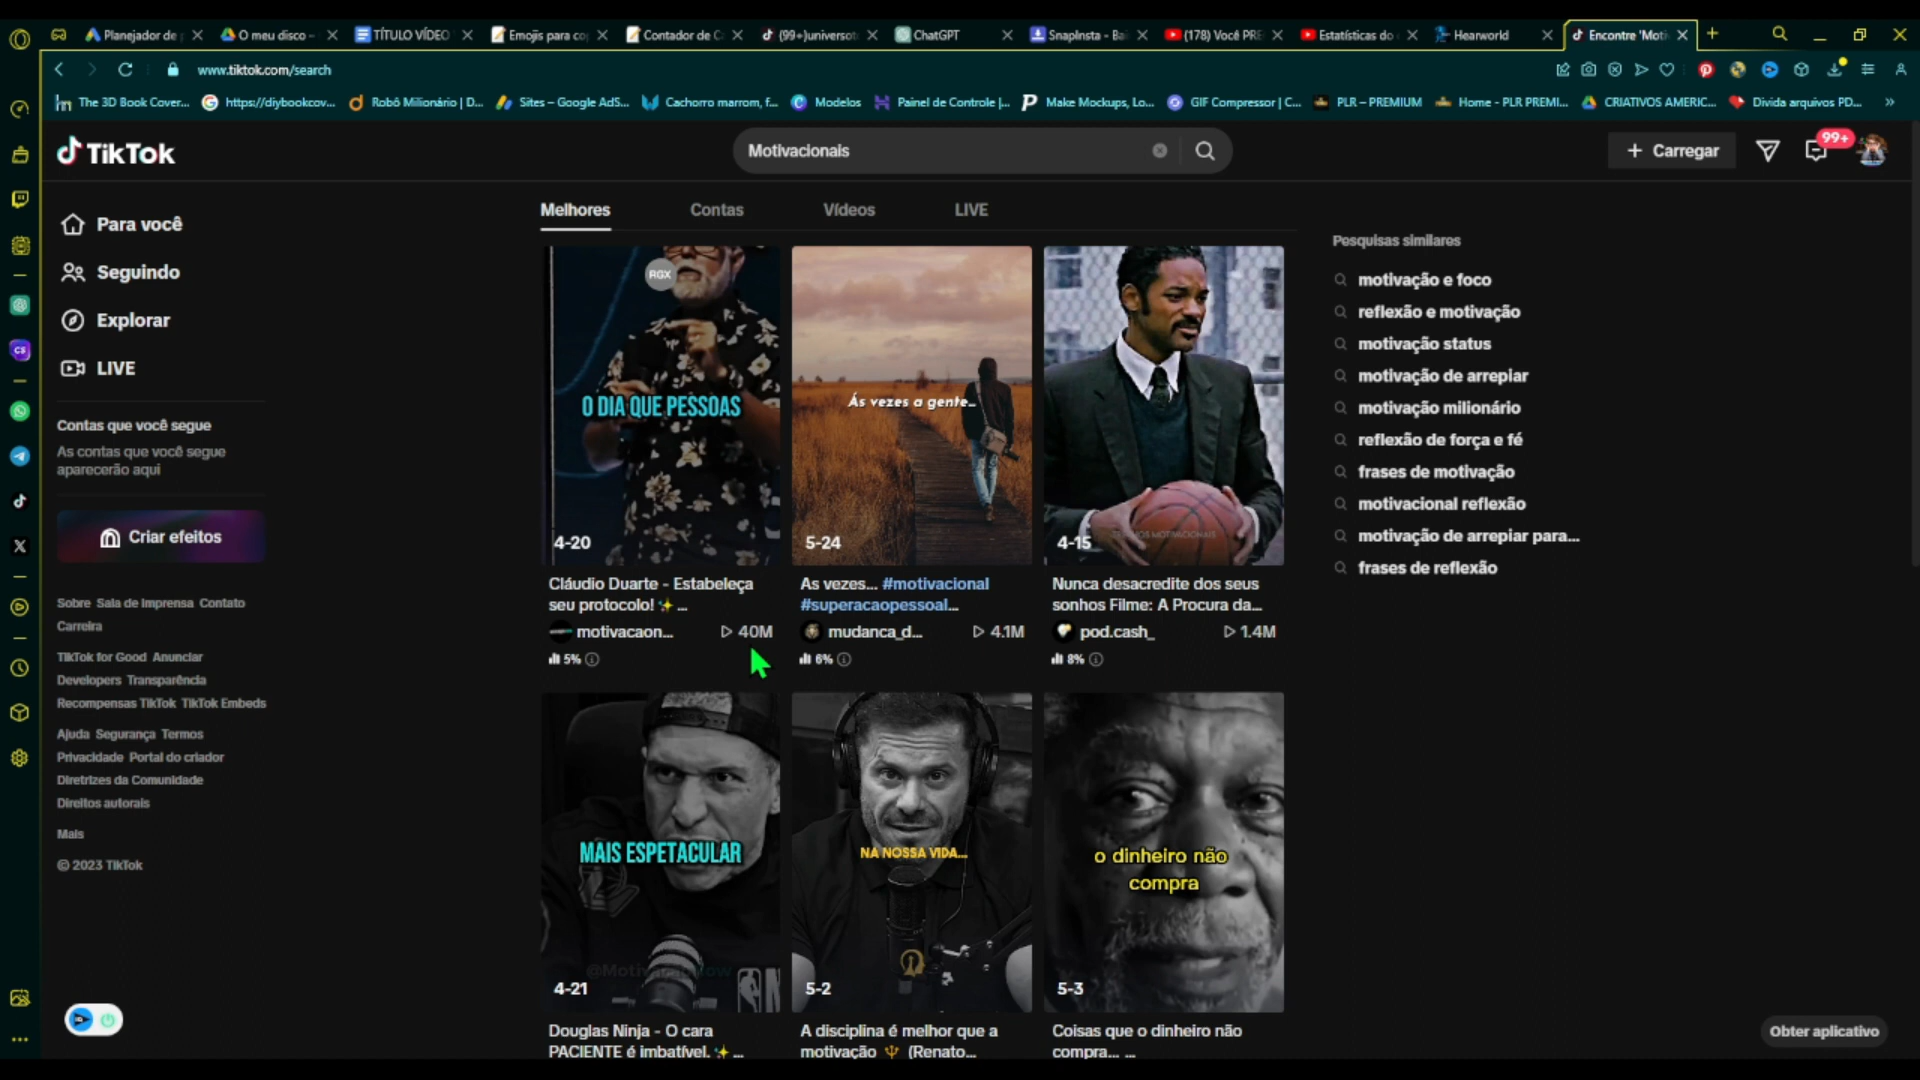 Planejador de
O meu disco -
TÍTULO VÍDEO
Emojis para co
Contador de C
(99+)universot
ChatGPT
SnapInsta - Ba
(178) Você PRE
Estatísticas do
Hearworld
Encontre 'Moti
www.tiktok.com/search
The 3D Book Cover...
https://diybookcov...
Robô Milionário | D...
Sites – Google AdS...
Cachorro marrom, f...
Modelos
Painel de Controle |...
Make Mockups, Lo...
GIF Compressor | C...
PLR – PREMIUM
Home - PLR PREMI...
CRIATIVOS AMERIC...
Divida arquivos PD...
TikTok
Motivacionais
+ Carregar
99+
Para você
Seguindo
Explorar
LIVE
Contas que você segue
As contas que você segue
aparecerão aqui
Criar efeitos
Sobre Sala de Imprensa Contato
Carreira
TikTok for Good Anunciar
Developers Transparência
Recompensas TikTok TikTok Embeds
Ajuda Segurança Termos
Privacidade Portal do criador
Diretrizes da Comunidade
Direitos autorais
Mais
© 2023 TikTok
Melhores
Contas
Vídeos
LIVE
RGX
O DIA QUE PESSOAS
4-20
Cláudio Duarte - Estabeleça
seu protocolo! ✨ ...
motivacaon...
40M
5%
Ás vezes a gente...
5-24
As vezes... #motivacional
#superacaopessoal...
mudanca_d...
4.1M
6%
4-15
Nunca desacredite dos seus
sonhos Filme: A Procura da...
pod.cash_
1.4M
8%
MAIS ESPETACULAR
4-21
Douglas Ninja - O cara
PACIENTE é imbatível. ✨ ...
NA NOSSA VIDA...
5-2
A disciplina é melhor que a
motivação 🔱 (Renato...
o dinheiro não
compra
5-3
Coisas que o dinheiro não
compra... ...
Pesquisas similares
motivação e foco
reflexão e motivação
motivação status
motivação de arrepiar
motivação milionário
reflexão de força e fé
frases de motivação
motivacional reflexão
motivação de arrepiar para...
frases de reflexão
Obter aplicativo